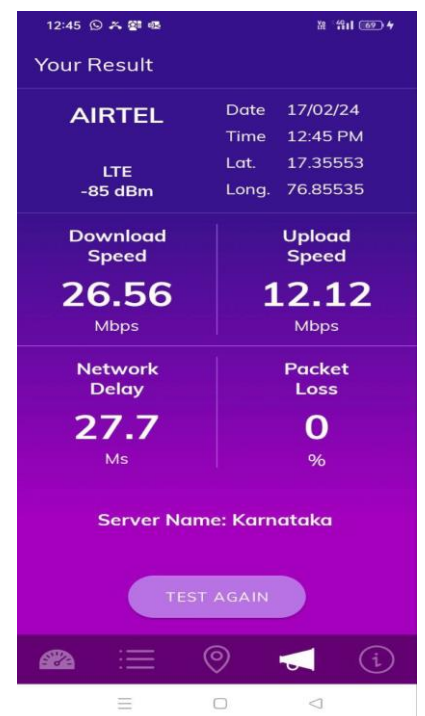 12:45
69
Your Result
AIRTEL
LTE
-85 dBm
Date 17/02/24
Time 12:45 PM
Lat. 17.35553
Long. 76.85535
Download
Speed
26.56
Mbps
Upload
Speed
12.12
Mbps
Network
Delay
27.7
Ms
Packet
Loss
0
%
Server Name: Karnataka
TEST AGAIN